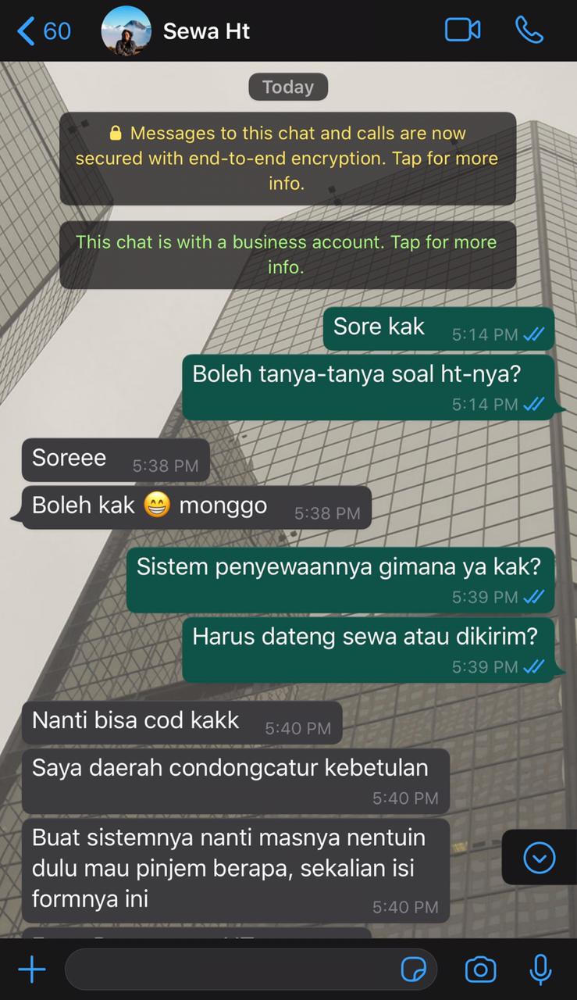 60
Sewa Ht
Today
Messages to this chat and calls are now
secured with end-to-end encryption. Tap for more
info.
This chat is with a business account. Tap for more
info.
Sore kak
5:14 PM
Boleh tanya-tanya soal ht-nya?
5:14 PM
Soreee
5:38 PM
Boleh kak 😁 monggo
5:38 PM
Sistem penyewaannya gimana ya kak?
5:39 PM
Harus dateng sewa atau dikirim?
5:39 PM
Nanti bisa cod kakk
5:40 PM
Saya daerah condongcatur kebetulan
5:40 PM
Buat sistemnya nanti masnya nentuin
dulu mau pinjem berapa, sekalian isi
formnya ini
5:40 PM